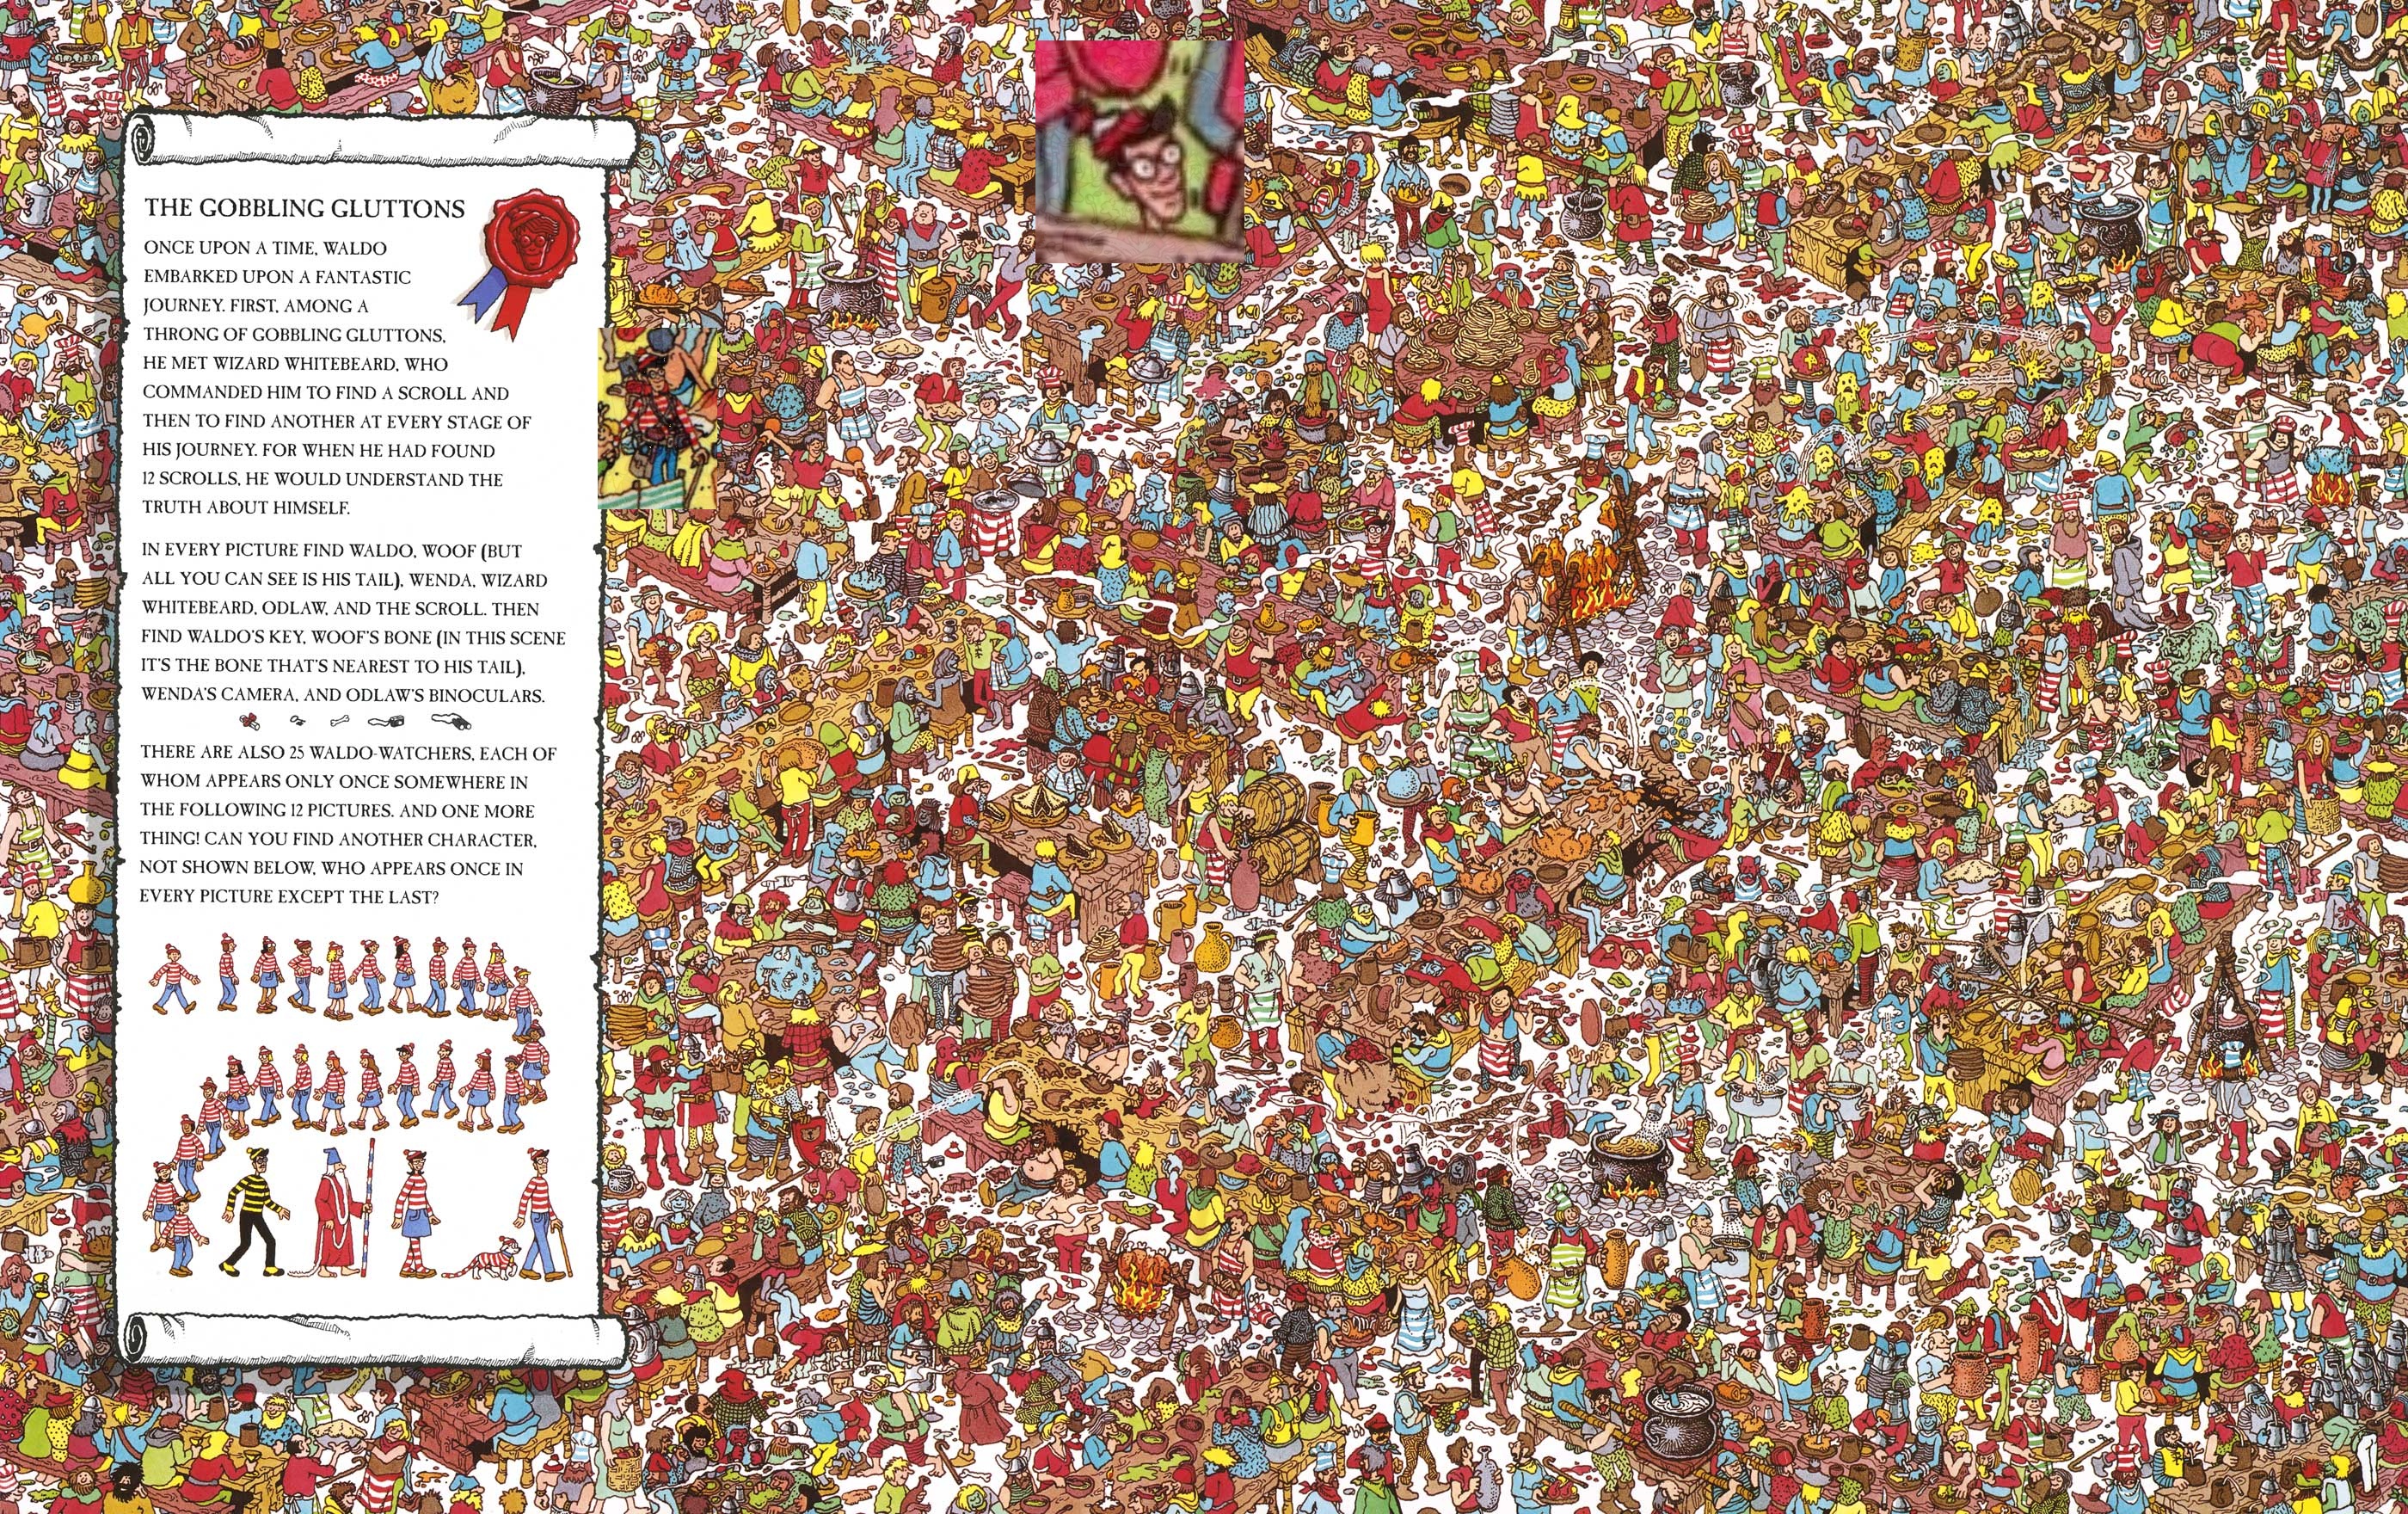 THE GOBBLING GLUTTONS
ONCE UPON A TIME, WALDO
EMBARKED UPON A FANTASTIC
JOURNEY. FIRST, AMONG A
THRONG OF GOBBLING GLUTTONS,
HE MET WIZARD WHITEBEARD, WHO
COMMANDED HIM TO FIND A SCROLL AND
THEN TO FIND ANOTHER AT EVERY STAGE OF
HIS JOURNEY. FOR WHEN HE HAD FOUND
12 SCROLLS, HE WOULD UNDERSTAND THE
TRUTH ABOUT HIMSELF.
IN EVERY PICTURE FIND WALDO, WOOF (BUT
ALL YOU CAN SEE IS HIS TAIL), WENDA, WIZARD
WHITEBEARD, ODLAW, AND THE SCROLL. THEN
FIND WALDO'S KEY, WOOF'S BONE (IN THIS SCENE
IT'S THE BONE THAT'S NEAREST TO HIS TAIL),
WENDA'S CAMERA, AND ODLAW'S BINOCULARS.
THERE ARE ALSO 25 WALDO-WATCHERS, EACH OF
WHOM APPEARS ONLY ONCE SOMEWHERE IN
THE FOLLOWING 12 PICTURES. AND ONE MORE
THING! CAN YOU FIND ANOTHER CHARACTER,
NOT SHOWN BELOW, WHO APPEARS ONCE IN
EVERY PICTURE EXCEPT THE LAST?